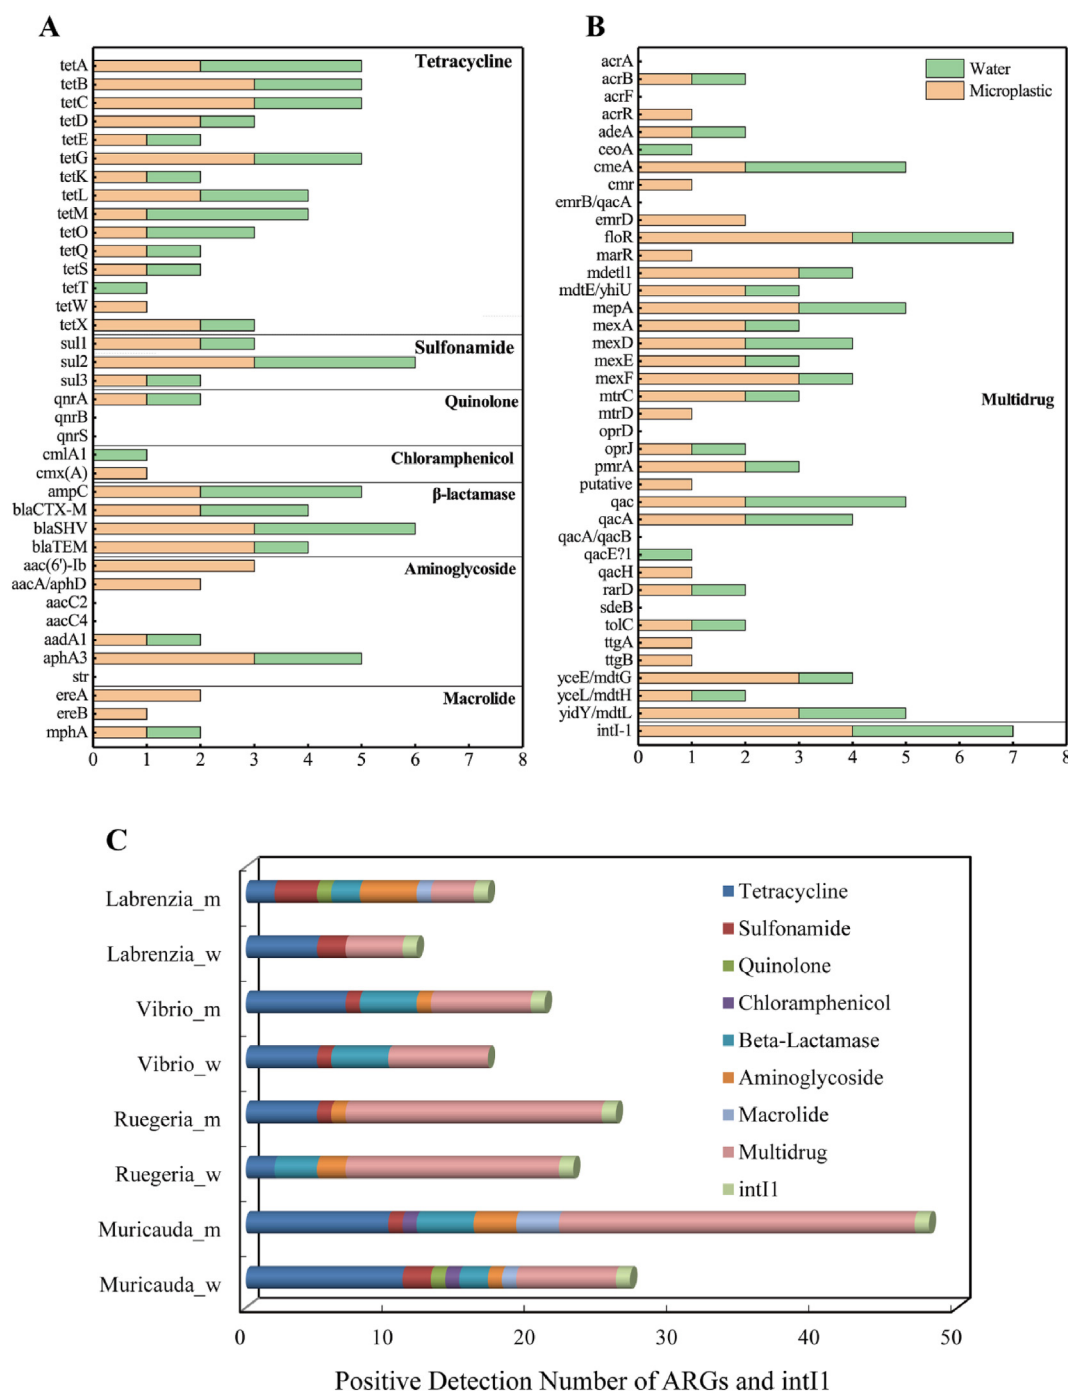 A
Tetracycline
tetA
tetB
tetC
tetD
tetE
tetG
tetK
tetL
tetM
tetO
tetQ
tetS
tetT
tetW
tetX
Sulfonamide
sul1
sul2
sul3
Quinolone
qnrA
qnrB
qnrS
Chloramphenicol
cmlA1
cmx(A)
β-lactamase
ampC
blaCTX-M
blaSHV
blaTEM
Aminoglycoside
aac(6')-Ib
aacA/aphD
aacC2
aacC4
aadA1
aphA3
str
Macrolide
ereA
ereB
mphA
0 1 2 3 4 5 6 7 8
B
Water
Microplastic
acrA
acrB
acrF
acrR
adeA
ceoA
cmeA
cmr
emrB/qacA
emrD
floR
marR
mdetl1
mdtE/yhiU
mepA
mexA
mexD
mexE
mexF
mtrC
Multidrug
mtrD
oprD
oprJ
pmrA
putative
qac
qacA
qacA/qacB
qacE?1
qacH
rarD
sdeB
tolC
ttgA
ttgB
yceE/mdtG
yceL/mdtH
yidY/mdtL
intI-1
0 1 2 3 4 5 6 7 8
C
Labrenzia_m
Labrenzia_w
Vibrio_m
Vibrio_w
Ruegeria_m
Ruegeria_w
Muricauda_m
Muricauda_w
Tetracycline
Sulfonamide
Quinolone
Chloramphenicol
Beta-Lactamase
Aminoglycoside
Macrolide
Multidrug
intI1
0 10 20 30 40 50
Positive Detection Number of ARGs and intI1